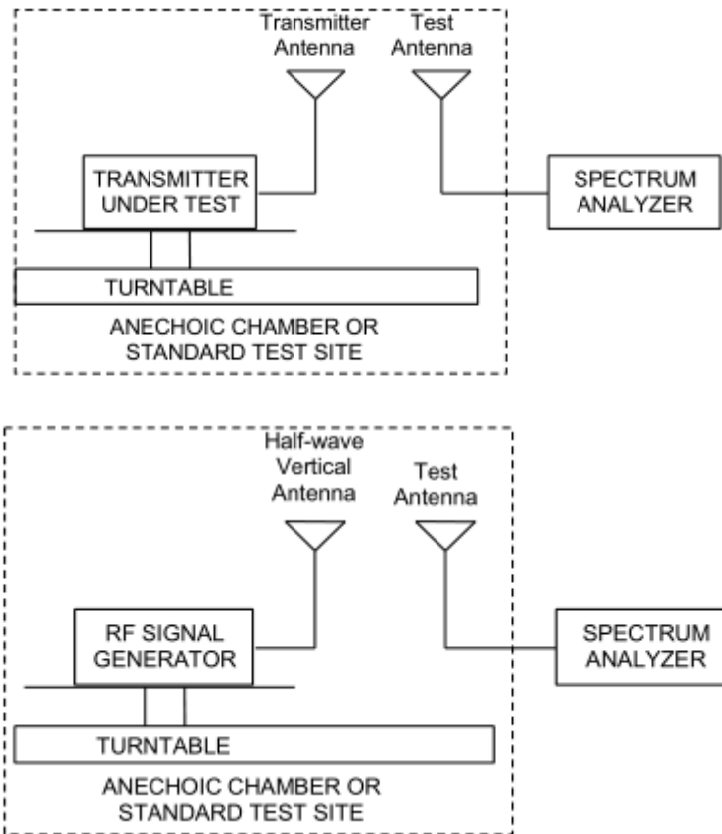 Transmitter
Antenna
Test
Antenna
TRANSMITTER
UNDER TEST
SPECTRUM
ANALYZER
TURNTABLE
ANECHOIC CHAMBER OR
STANDARD TEST SITE
Half-wave
Vertical
Antenna
Test
Antenna
RF SIGNAL
GENERATOR
SPECTRUM
ANALYZER
TURNTABLE
ANECHOIC CHAMBER OR
STANDARD TEST SITE